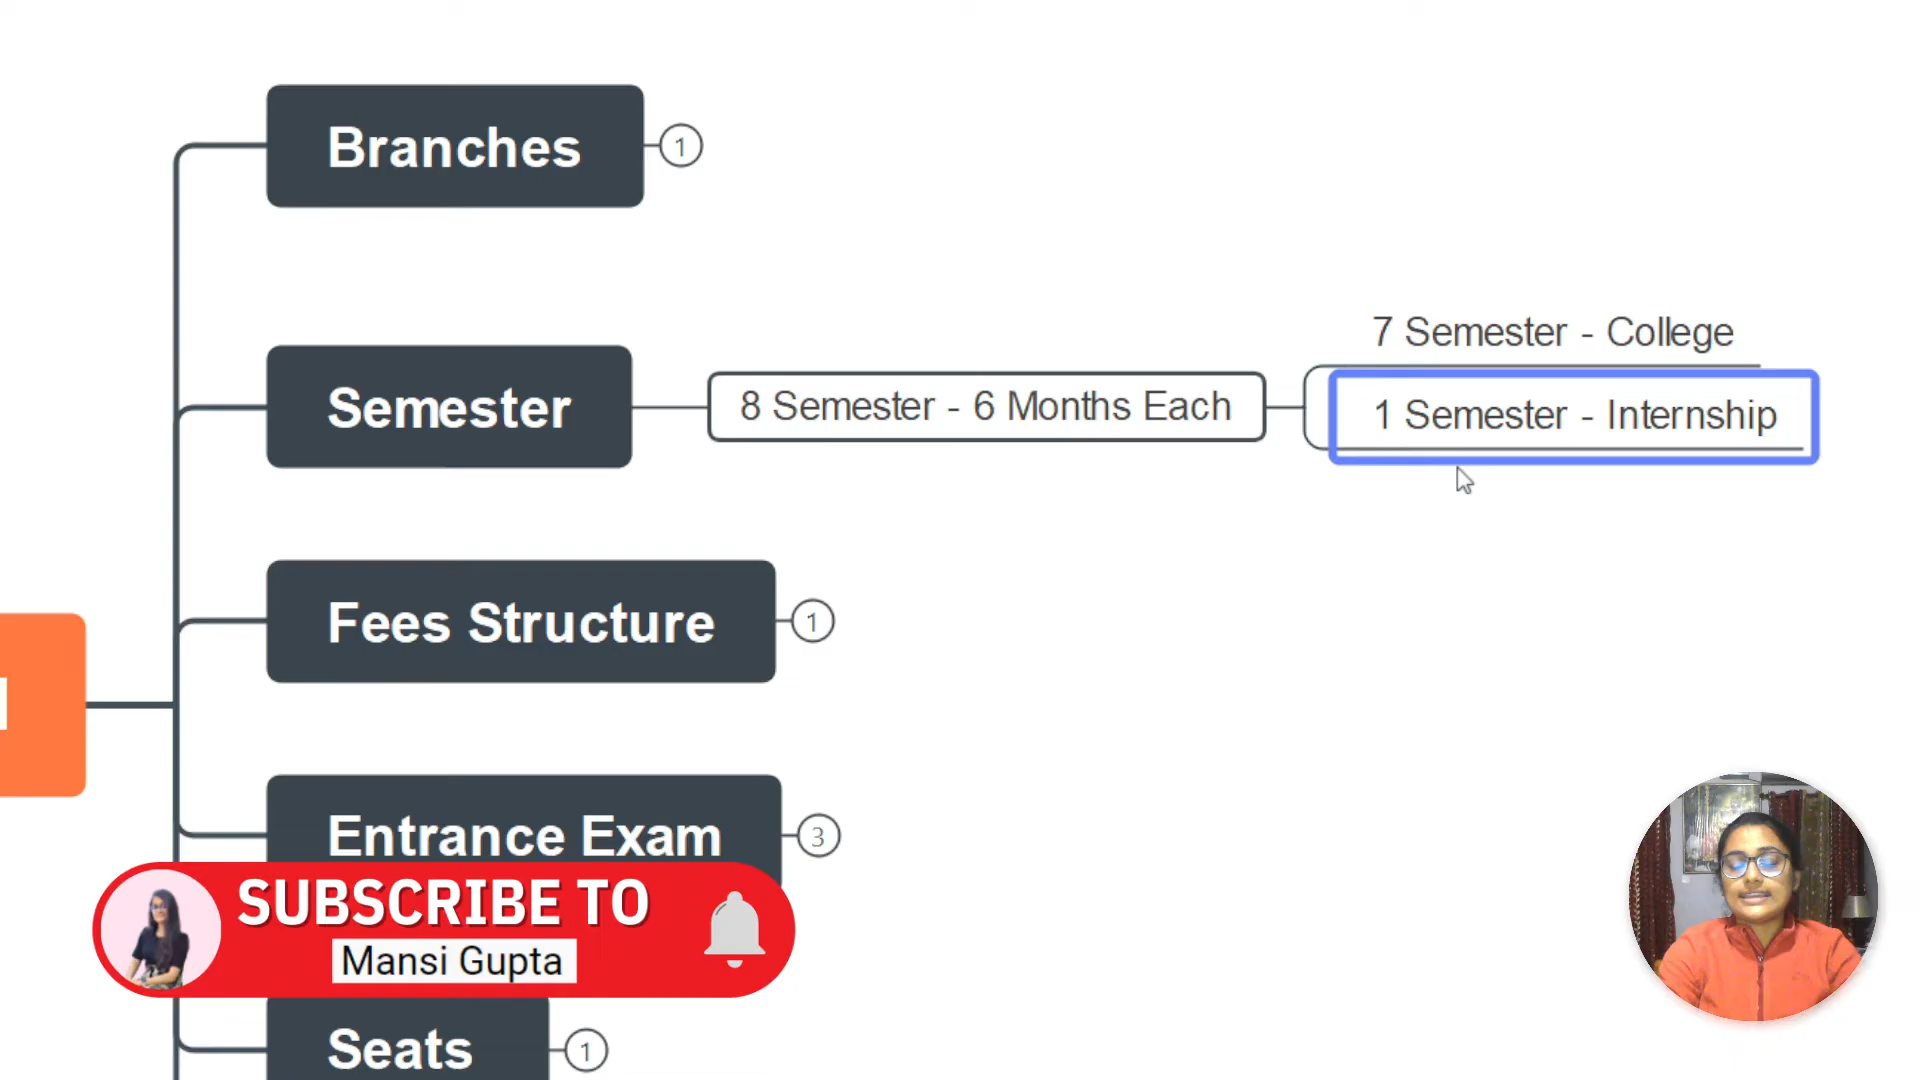 Branches
1
7 Semester - College
Semester
8 Semester - 6 Months Each
1 Semester - Internship
Fees Structure
1
Entrance Exam
3
SUBSCRIBE TO
Mansi Gupta
Seats
1